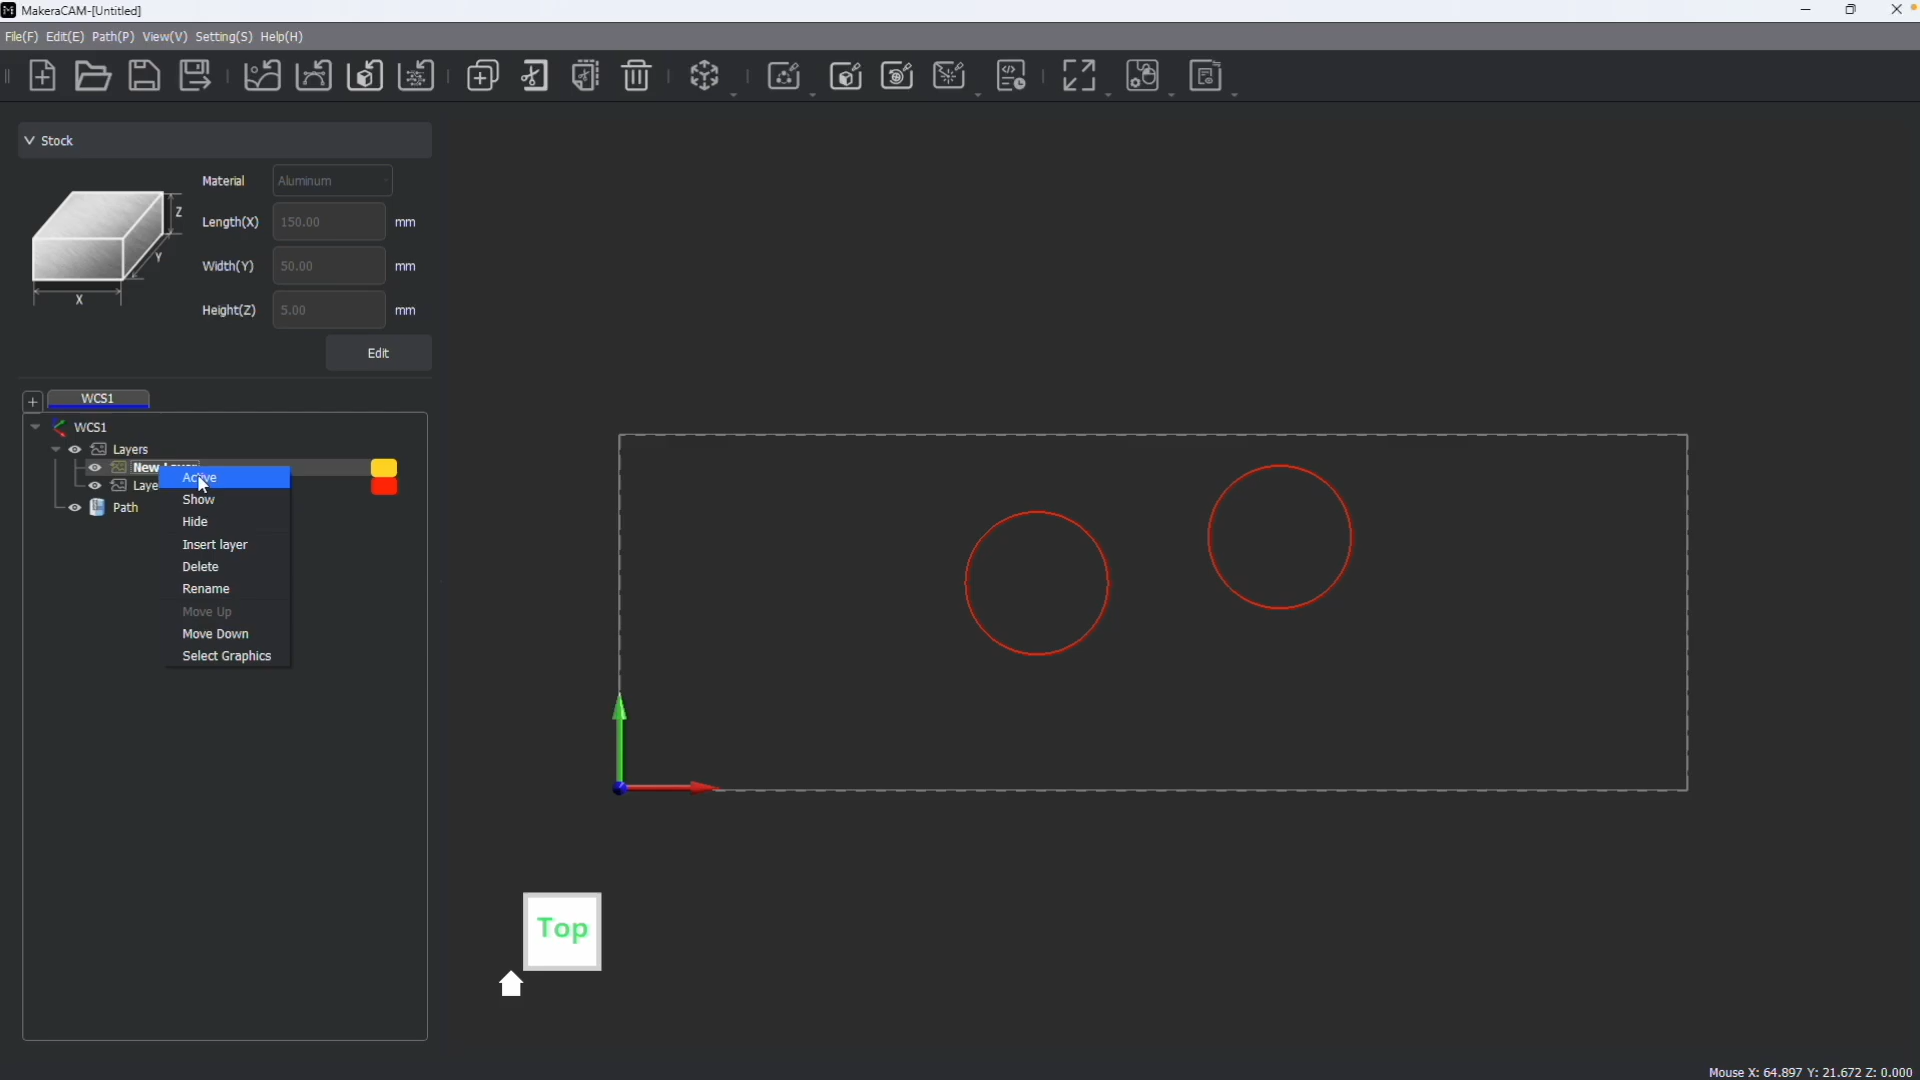 MakeraCAM-[Untitled]
File(F) Edit(E) Path(P) View(V) Setting(S) Help(H)
Stock
Material Aluminum
Z
Length(X) 150.00 mm
Y
Width(Y) 50.00 mm
X
Height(Z) 5.00 mm
Edit
+ WCS1
WCS1
Layers
New
Active
Show
Path
Hide
Insert layer
Delete
Rename
Move Up
Move Down
Select Graphics
Top
Mouse X: 64.897 Y: 21.672 Z: 0.000